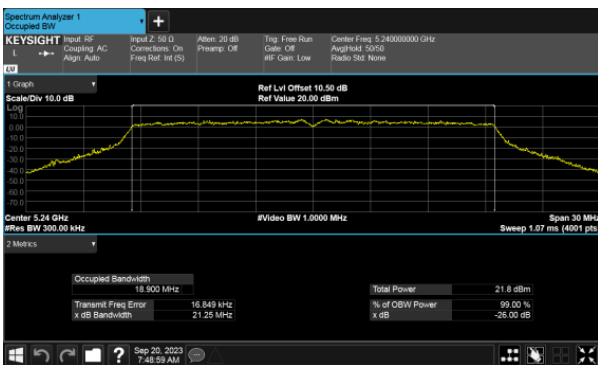 Spectrum Analyzer 1
Occupied BW
KEYSIGHT Input: RF Input Z: 50 Ω Atten: 20 dB Trig: Free Run Center Freq: 5.240000000 GHz
L Coupling: AC Corrections: On Preamp: Off Gate: Off Avg|Hold: 50/50
Align: Auto Freq Ref: Int (S) #IF Gain: Low Radio Std: None
LXI
1 Graph Ref Lvl Offset 10.50 dB
Scale/Div 10.0 dB Ref Value 20.00 dBm
Log
10.0
0.00
-10.0
-20.0
-30.0
-40.0
-50.0
-60.0
-70.0
Center 5.24 GHz #Video BW 1.0000 MHz Span 30 MHz
#Res BW 300.00 kHz Sweep 1.07 ms (4001 pts
2 Metrics
Occupied Bandwidth
18.900 MHz Total Power 21.8 dBm
Transmit Freq Error 16.849 kHz % of OBW Power 99.00 %
x dB Bandwidth 21.25 MHz x dB -26.00 dB
? Sep 20, 2023
7:48:59 AM